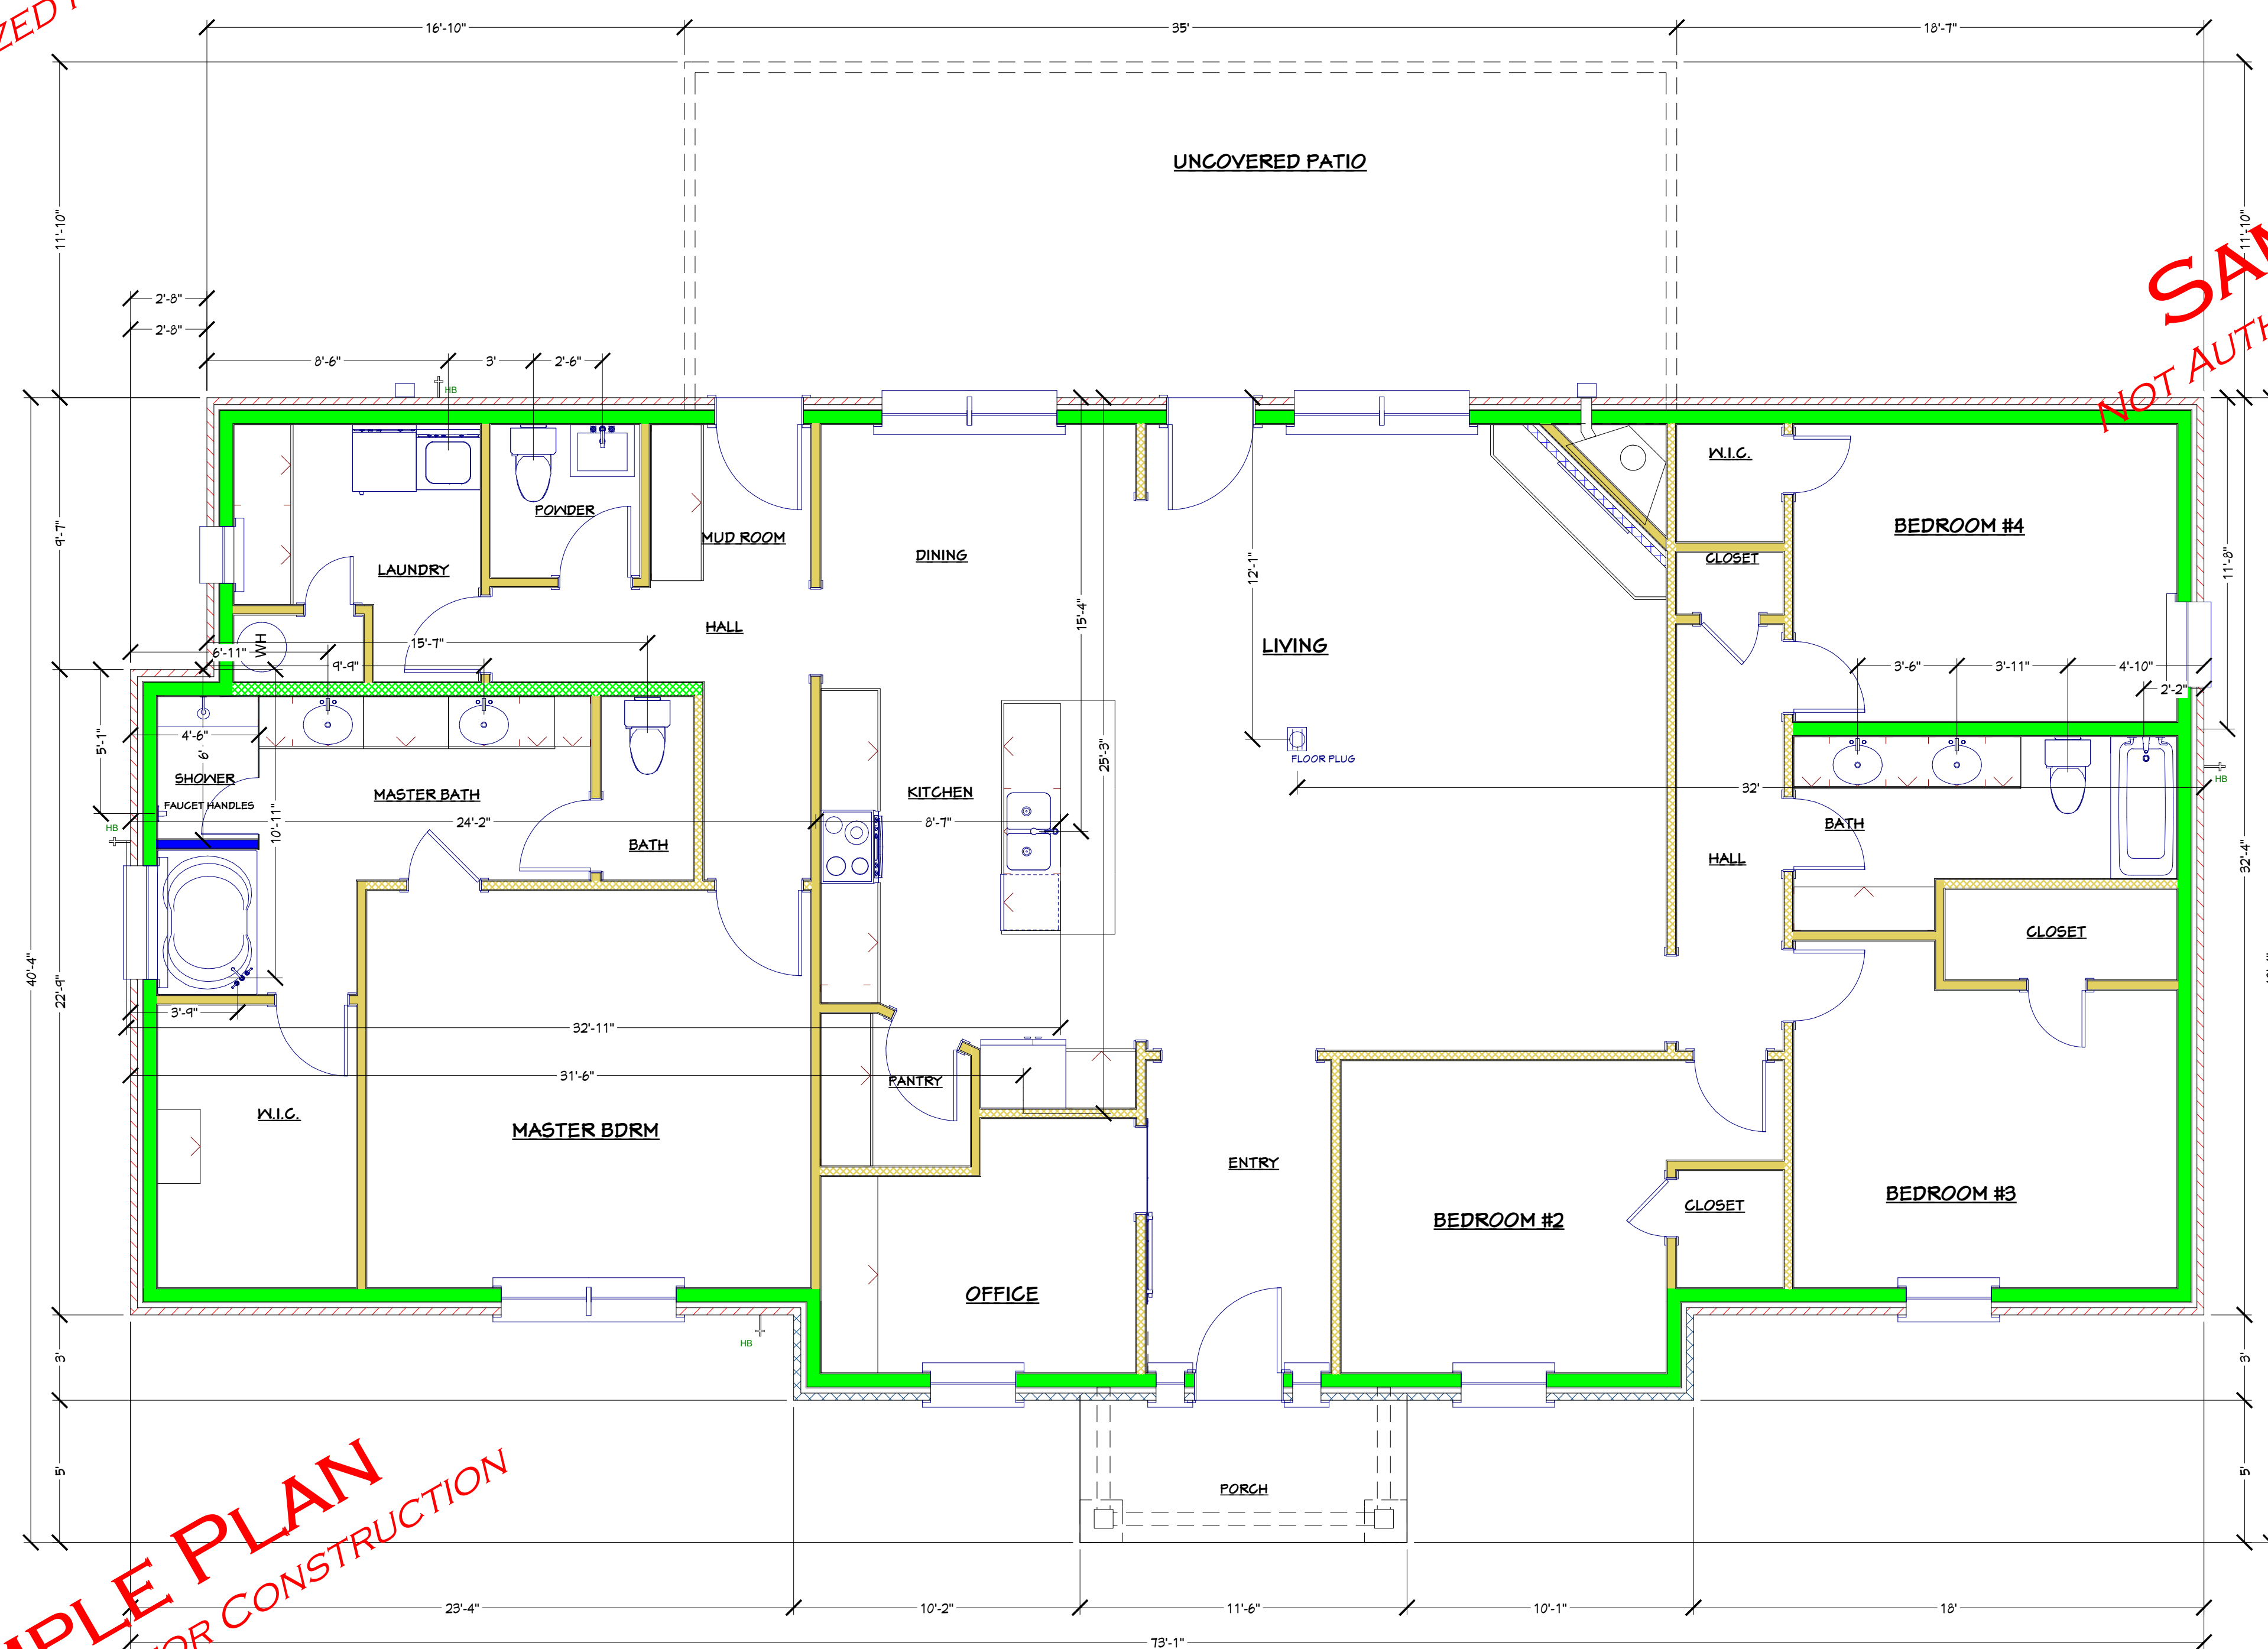 ZED
16'-10"
35'
18'-7"
UNCOVERED PATIO
11'-10"
11'-10"
SA
NOT AUTH
2'-8"
2'-8"
8'-6"
3'
2'-6"
HB
W.I.C.
POWDER
BEDROOM #4
MUD ROOM
9'-7"
DINING
CLOSET
12'-1"
11'-8"
LAUNDRY
15'-4"
HALL
WH
15'-7"
LIVING
6'-11"
9'-9"
3'-6"
3'-11"
4'-10"
2'-2"
4'-6"
5'-1"
6'
25'-3"
FLOOR PLUG
SHOWER
HB
MASTER BATH
KITCHEN
32'
FAUCET HANDLES
10'-11"
24'-2"
8'-7"
HB
BATH
BATH
HALL
32'-4"
CLOSET
40'-4"
22'-9"
3'-9"
32'-11"
31'-6"
PANTRY
W.I.C.
MASTER BDRM
ENTRY
BEDROOM #3
CLOSET
BEDROOM #2
OFFICE
HB
3'
3'
5'
5'
PORCH
PLE PLAN
OR CONSTRUCTION
23'-4"
10'-2"
11'-6"
10'-1"
18'
73'-1"